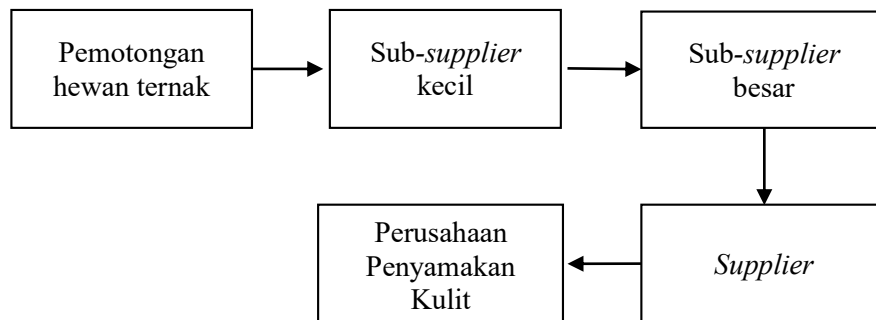 Pemotongan
hewan ternak
Sub-supplier
kecil
Sub-supplier
besar
Perusahaan
Penyamakan
Kulit
Supplier